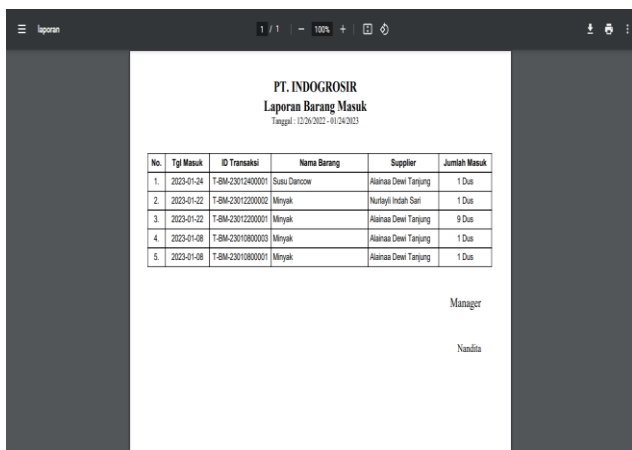 laporan 1 / 1 100%
PT. INDOGROSIR
Laporan Barang Masuk
Tanggal : 12/26/2022 - 01/24/2023
No. Tgl Masuk ID Transaksi Nama Barang Supplier Jumlah Masuk
1. 2023-01-24 T-BM-23012400001 Susu Dancow Alainaa Dewi Tanjung 1 Dus
2. 2023-01-22 T-BM-23012200002 Minyak Nurlayli Indah Sari 1 Dus
3. 2023-01-22 T-BM-23012200001 Minyak Alainaa Dewi Tanjung 9 Dus
4. 2023-01-08 T-BM-23010800003 Minyak Alainaa Dewi Tanjung 1 Dus
5. 2023-01-08 T-BM-23010800001 Minyak Alainaa Dewi Tanjung 1 Dus
Manager
Nandita